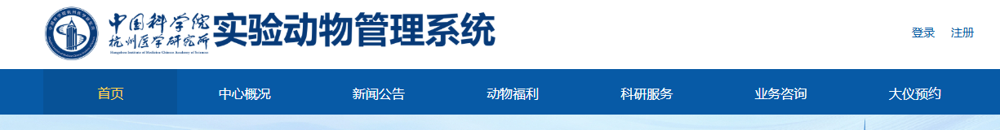 中国科学院
杭州医学研究所
Hangzhou Institute of Medicine Chinese Academy of Sciences
实验动物管理系统
登录 注册
首页 中心概况 新闻公告 动物福利 科研服务 业务咨询 大仪预约